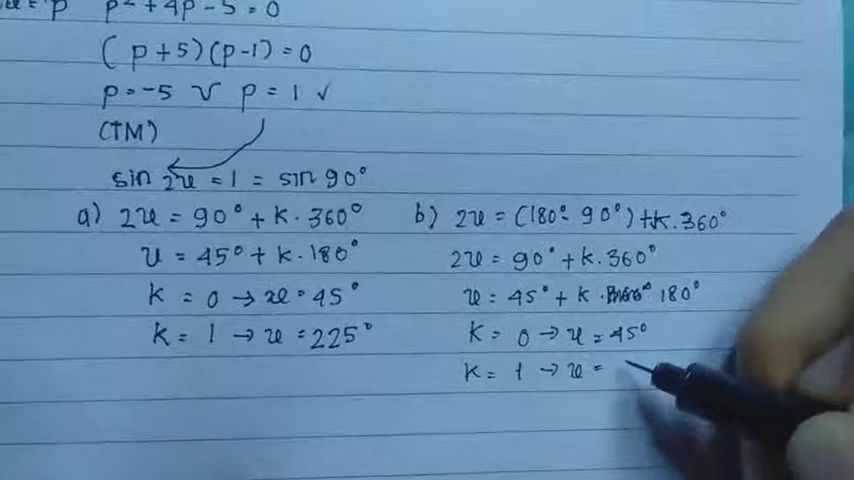 p² + 4p - 5 = 0
(p+5)(p-1) = 0
p = -5 ∨ p = 1 ✓
(TM)
sin 2x = 1 = sin 90°
a) 2x = 90° + k. 360°
x = 45° + k. 180°
k = 0 → x = 45°
k = 1 → x = 225°
b) 2x = (180° - 90°) + k. 360°
2x = 90° + k. 360°
x = 45° + k . 180°
k = 0 → x = 45°
k = 1 → x =